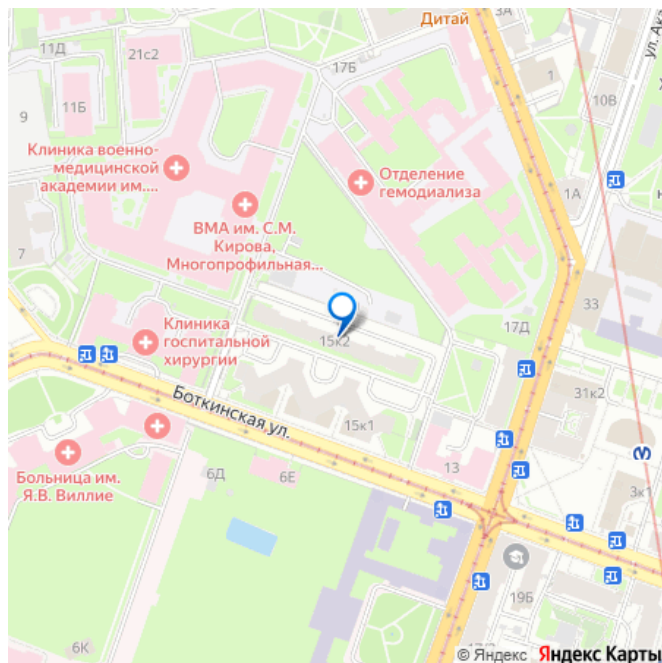 Дитай
3А
11Д
21с2
17Б
1
ул. Ака
11Б
9
10В
Клиника военно-
медицинской
академии им....
Отделение
гемодиализа
1А
ВМА им. С.М.
Кирова,
Многопрофильная...
7
33
17Д
Клиника
госпитальной
хирургии
15к2
31к2
Боткинская ул.
15к1
13
3к1
Больница им.
Я.В. Виллие
6Д
6Е
19Б
6К
© Яндекс Яндекс Карты